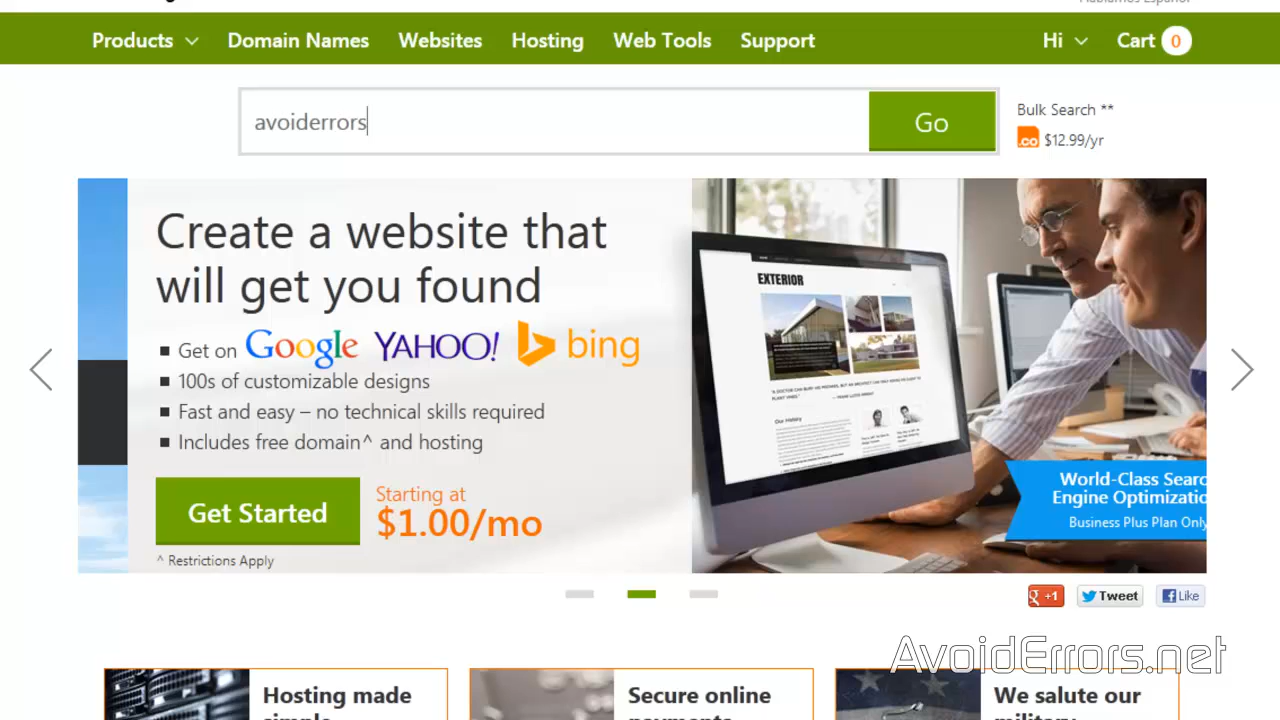 Products
Domain Names
Websites
Hosting
Web Tools
Support
Hi
Cart 0
avoiderrors
Go
Bulk Search **
.co $12.99/yr
Create a website that
will get you found
Get on Google YAHOO! bing
100s of customizable designs
Fast and easy – no technical skills required
Includes free domain^ and hosting
Get Started
Starting at
$1.00/mo
^ Restrictions Apply
EXTERIOR
Our History
World-Class Searc
Engine Optimizatio
Business Plus Plan Only
g +1
Tweet
Like
AvoidErrors.net
Hosting made
Secure online
We salute our